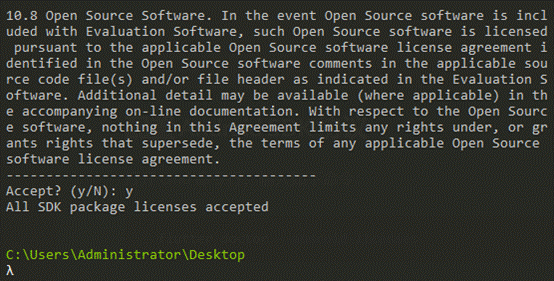 10.8 Open Source Software. In the event Open Source software is incl
uded with Evaluation Software, such Open Source software is licensed
 pursuant to the applicable Open Source software license agreement i
dentified in the Open Source software comments in the applicable sou
rce code file(s) and/or file header as indicated in the Evaluation S
oftware. Additional detail may be available (where applicable) in th
e accompanying on-line documentation. With respect to the Open Sourc
e software, nothing in this Agreement limits any rights under, or gr
ants rights that supersede, the terms of any applicable Open Source
software license agreement.
---------------------------------------
Accept? (y/N): y
All SDK package licenses accepted
C:\Users\Administrator\Desktop
λ